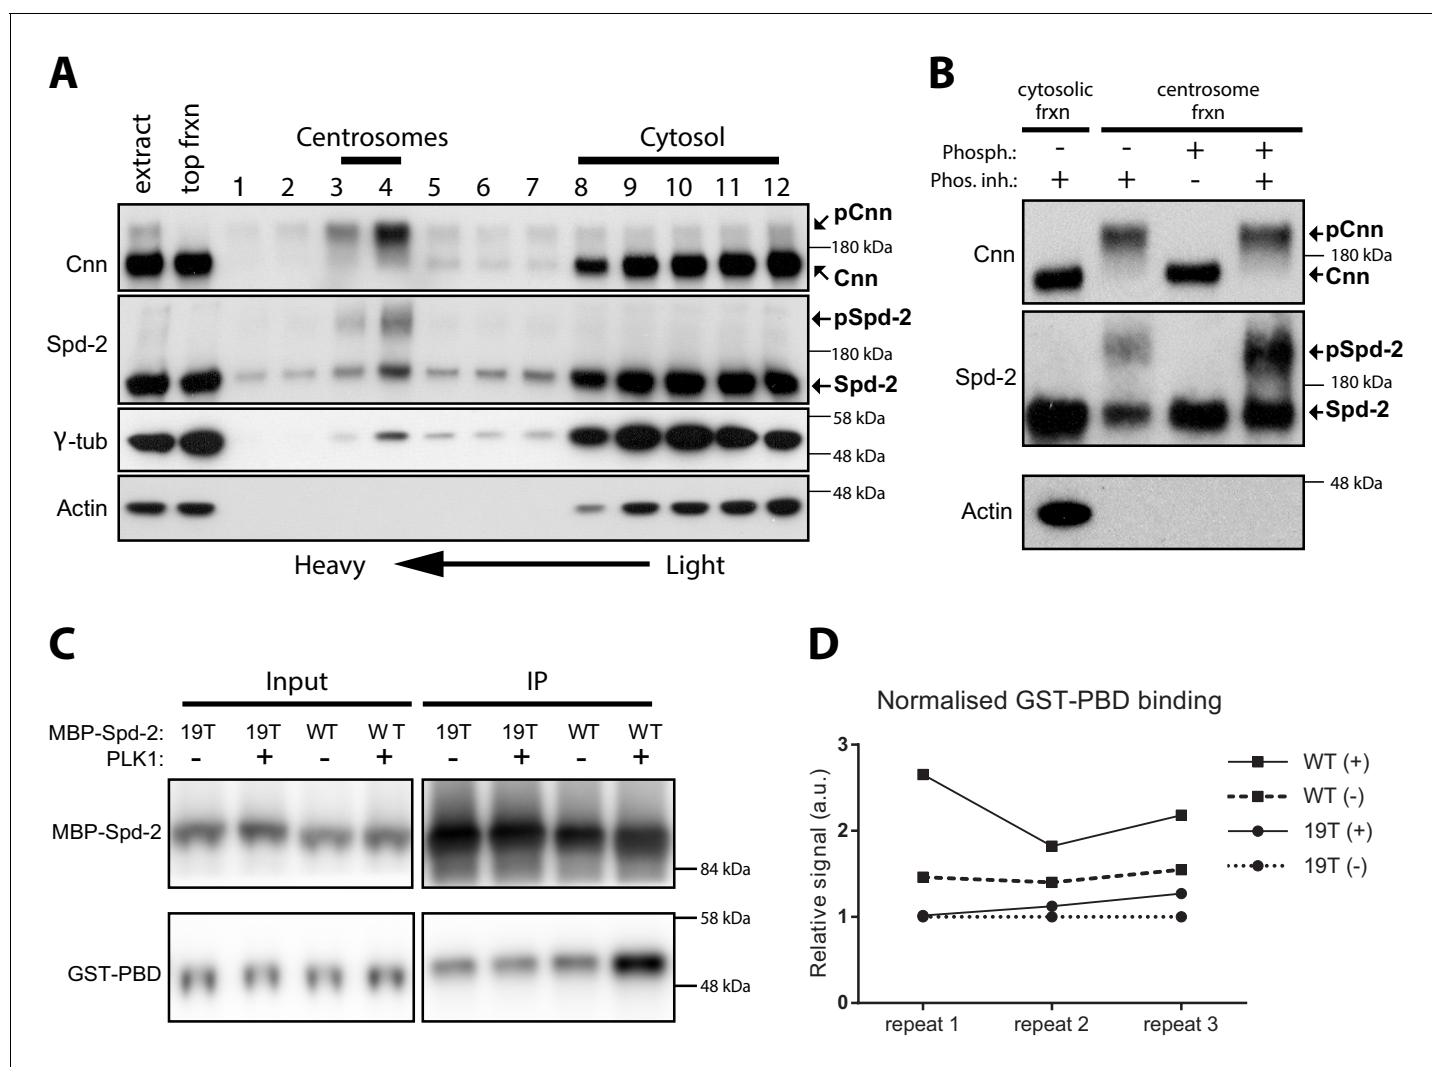 A
extract
top frxn
Centrosomes
Cytosol
1 2 3 4 5 6 7 8 9 10 11 12
Cnn
pCnn
180 kDa
Cnn
Spd-2
pSpd-2
180 kDa
Spd-2
γ-tub
58 kDa
48 kDa
Actin
48 kDa
Heavy
Light
B
cytosolic frxn
centrosome frxn
Phosph.: - - + +
Phos. inh.: + + - +
Cnn
pCnn
180 kDa
Cnn
Spd-2
pSpd-2
180 kDa
Spd-2
Actin
48 kDa
C
Input
IP
MBP-Spd-2: 19T 19T WT WT 19T 19T WT WT
PLK1: - + - + - + - +
MBP-Spd-2
84 kDa
58 kDa
GST-PBD
48 kDa
D
Normalised GST-PBD binding
Relative signal (a.u.)
3
2
1
0
repeat 1 repeat 2 repeat 3
WT (+)
WT (-)
19T (+)
19T (-)